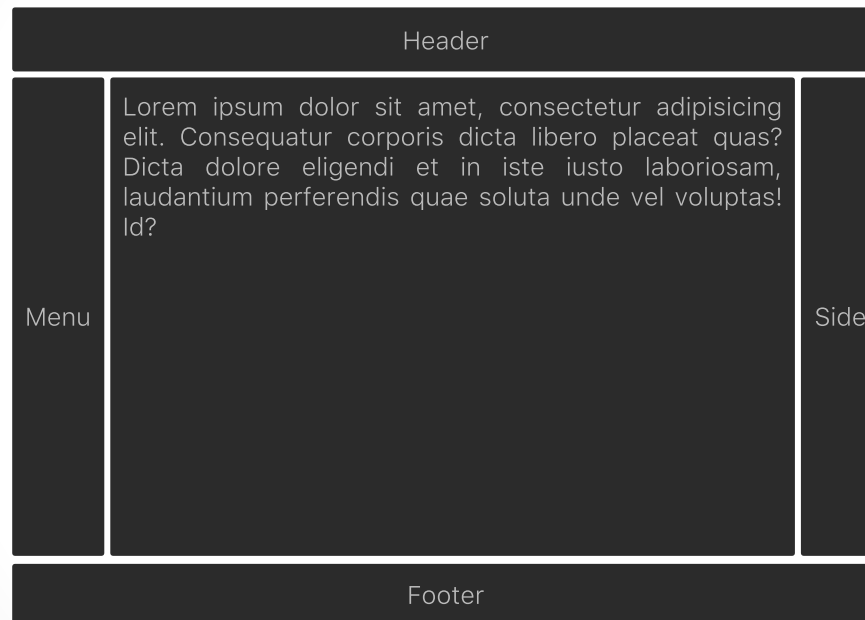 Header
Menu
Lorem ipsum dolor sit amet, consectetur adipisicing
elit. Consequatur corporis dicta libero placeat quas?
Dicta dolore eligendi et in iste iusto laboriosam,
laudantium perferendis quae soluta unde vel voluptas!
Id?
Side
Footer